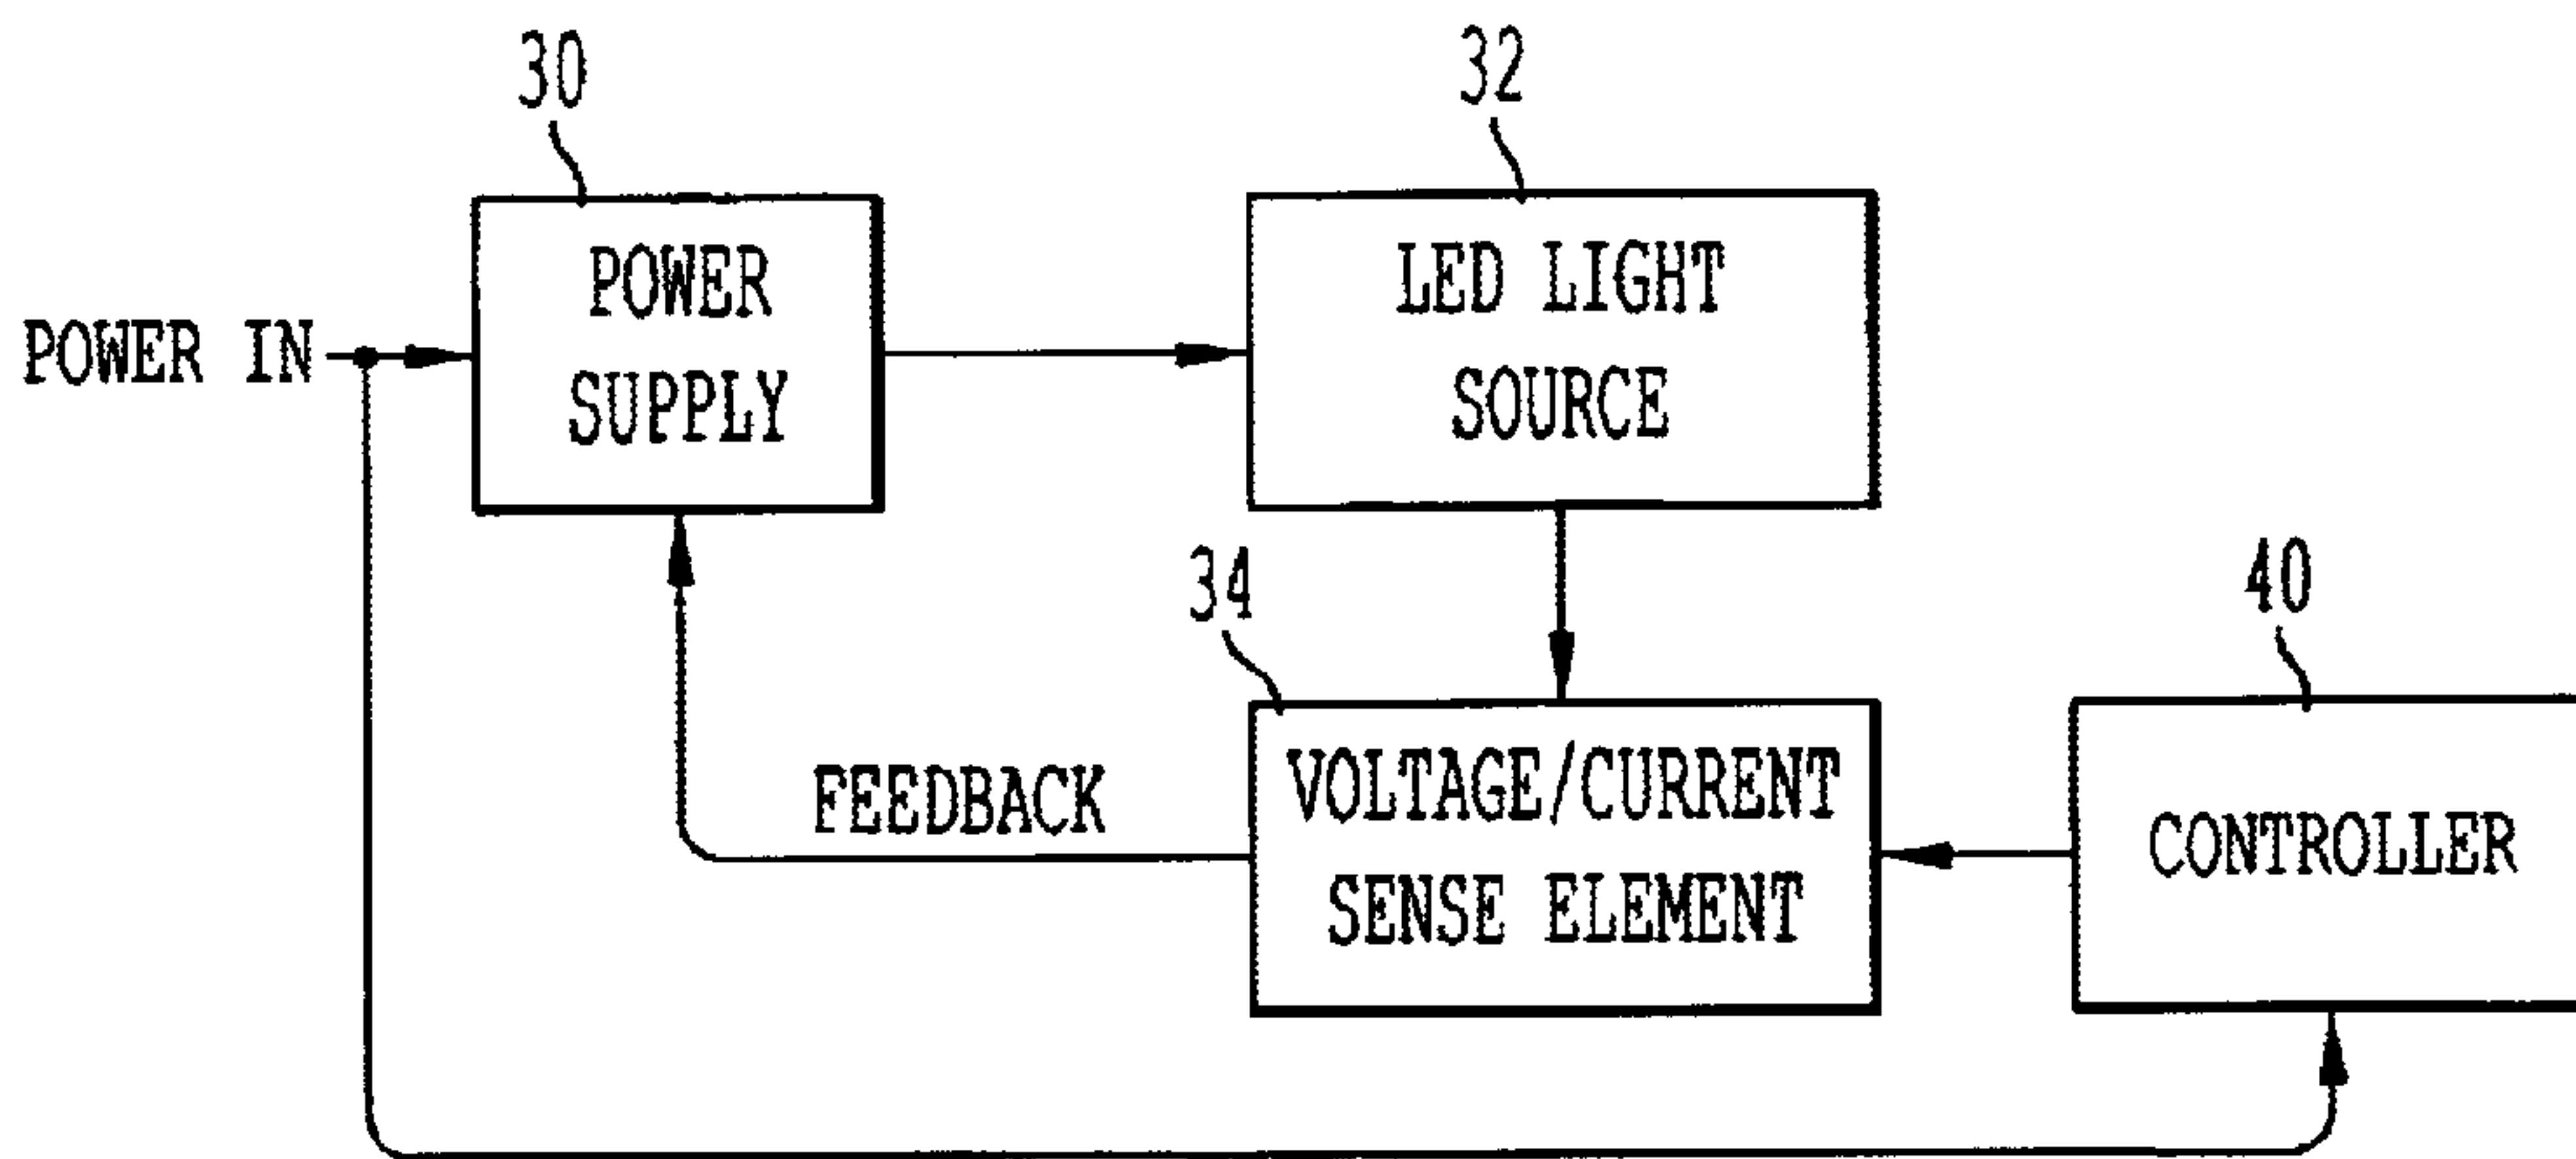 30
32
POWER IN
POWER
SUPPLY
LED LIGHT
SOURCE
34
40
FEEDBACK
VOLTAGE/CURRENT
SENSE ELEMENT
CONTROLLER